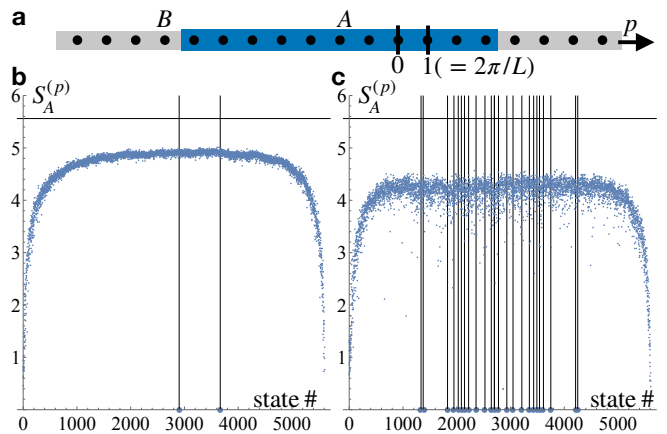 a B A p
0 1(= 2π/L)
b c
6 S_A^{(p)} 6 S_A^{(p)}
5 5
4 4
3 3
2 2
1 1
state # state #
0 1000 2000 3000 4000 5000 0 1000 2000 3000 4000 5000